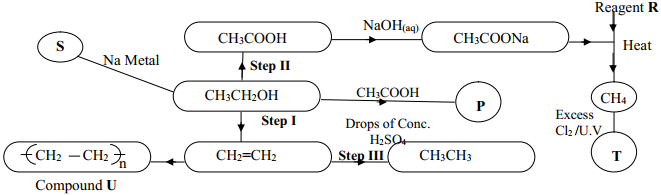 Reagent R
NaOH(aq)
CH3COOH
CH3COONa
Heat
S
Na Metal
Step II
CH3CH2OH
CH3COOH
P
CH4
Excess
Cl2 /U.V
Step I
Drops of Conc.
H2SO4
T
(CH2 — CH2)n
CH2=CH2
Step III
CH3CH3
Compound U